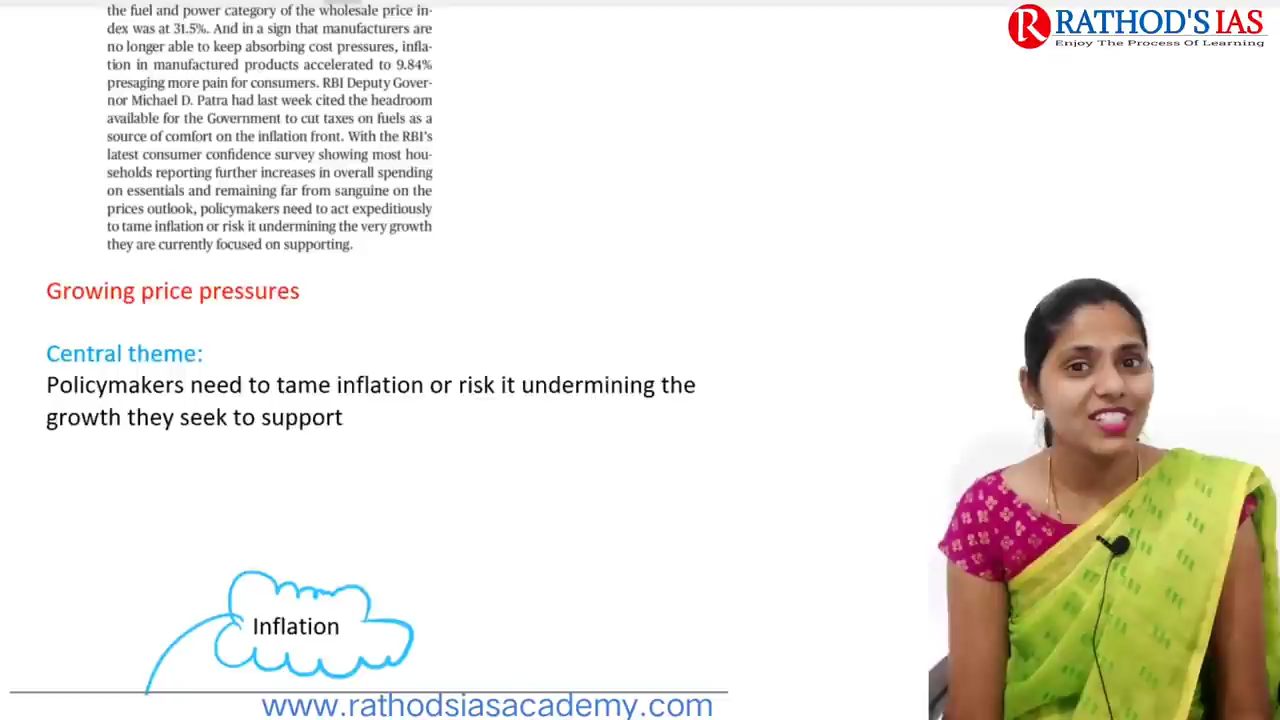 the fuel and power category of the wholesale price in-
dex was at 31.5%. And in a sign that manufacturers are
no longer able to keep absorbing cost pressures, infla-
tion in manufactured products accelerated to 9.84%
presaging more pain for consumers. RBI Deputy Gover-
nor Michael D. Patra had last week cited the headroom
available for the Government to cut taxes on fuels as a
source of comfort on the inflation front. With the RBI's
latest consumer confidence survey showing most hou-
seholds reporting further increases in overall spending
on essentials and remaining far from sanguine on the
prices outlook, policymakers need to act expeditiously
to tame inflation or risk it undermining the very growth
they are currently focused on supporting.
R RATHOD'S IAS
Enjoy The Process Of Learning
Growing price pressures
Central theme:
Policymakers need to tame inflation or risk it undermining the
growth they seek to support
Inflation
www.rathodsiasacademy.com